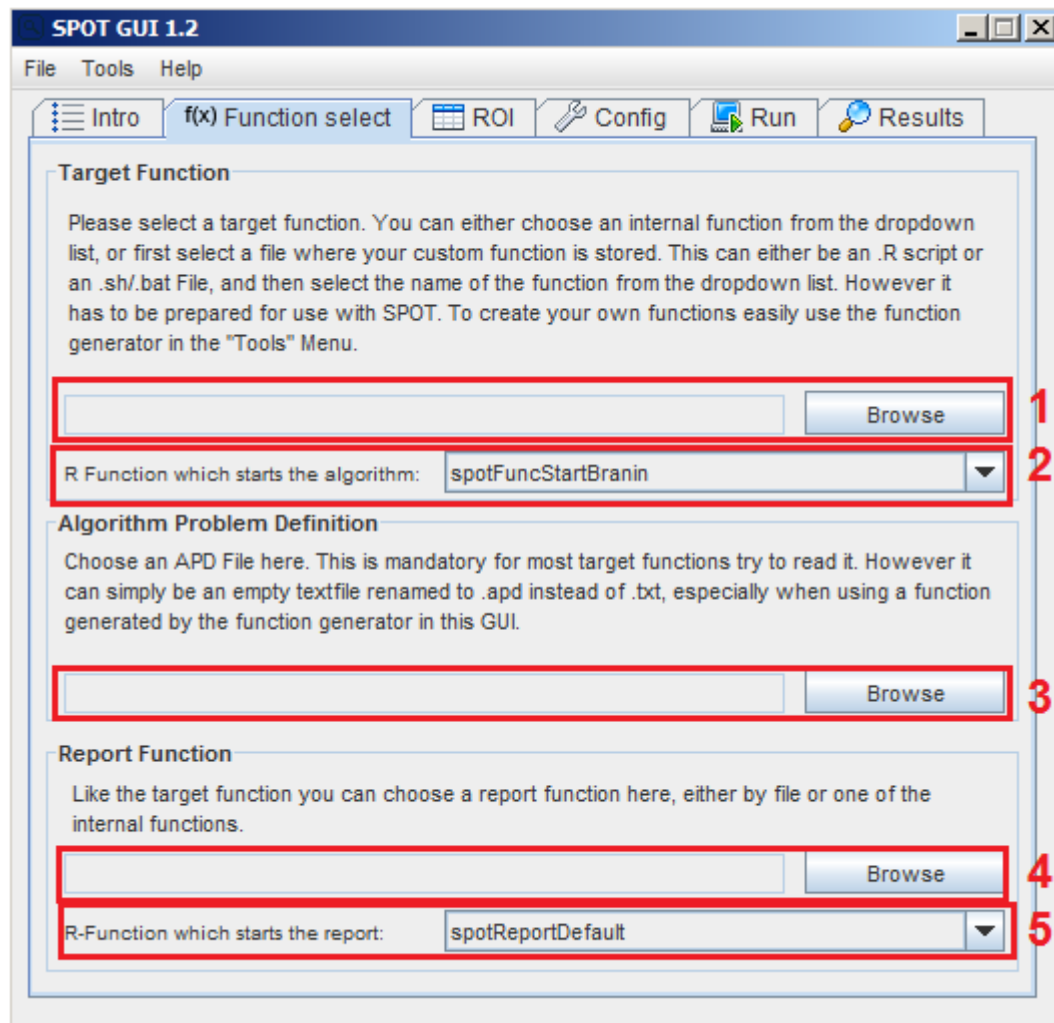 SPOT GUI 1.2
File Tools Help
Intro f(x) Function select ROI Config Run Results
Target Function
Please select a target function. You can either choose an internal function from the dropdown
list, or first select a file where your custom function is stored. This can either be an .R script or
an .sh/.bat File, and then select the name of the function from the dropdown list. However it
has to be prepared for use with SPOT. To create your own functions easily use the function
generator in the "Tools" Menu.
Browse 1
R Function which starts the algorithm: spotFuncStartBranin 2
Algorithm Problem Definition
Choose an APD File here. This is mandatory for most target functions try to read it. However it
can simply be an empty textfile renamed to .apd instead of .txt, especially when using a function
generated by the function generator in this GUI.
Browse 3
Report Function
Like the target function you can choose a report function here, either by file or one of the
internal functions.
Browse 4
R-Function which starts the report: spotReportDefault 5